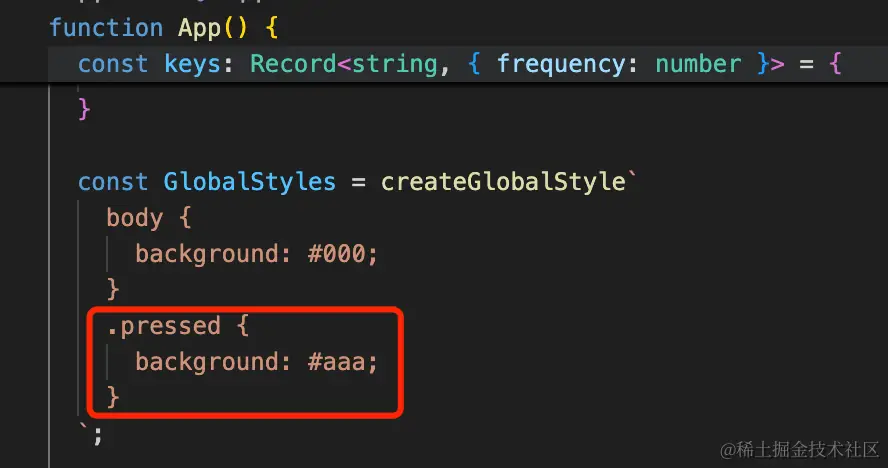 function App() {
  const keys: Record<string, { frequency: number }> = {
  }

  const GlobalStyles = createGlobalStyle`
    body {
      background: #000;
    }
    .pressed {
      background: #aaa;
    }
  `;
@稀土掘金技术社区